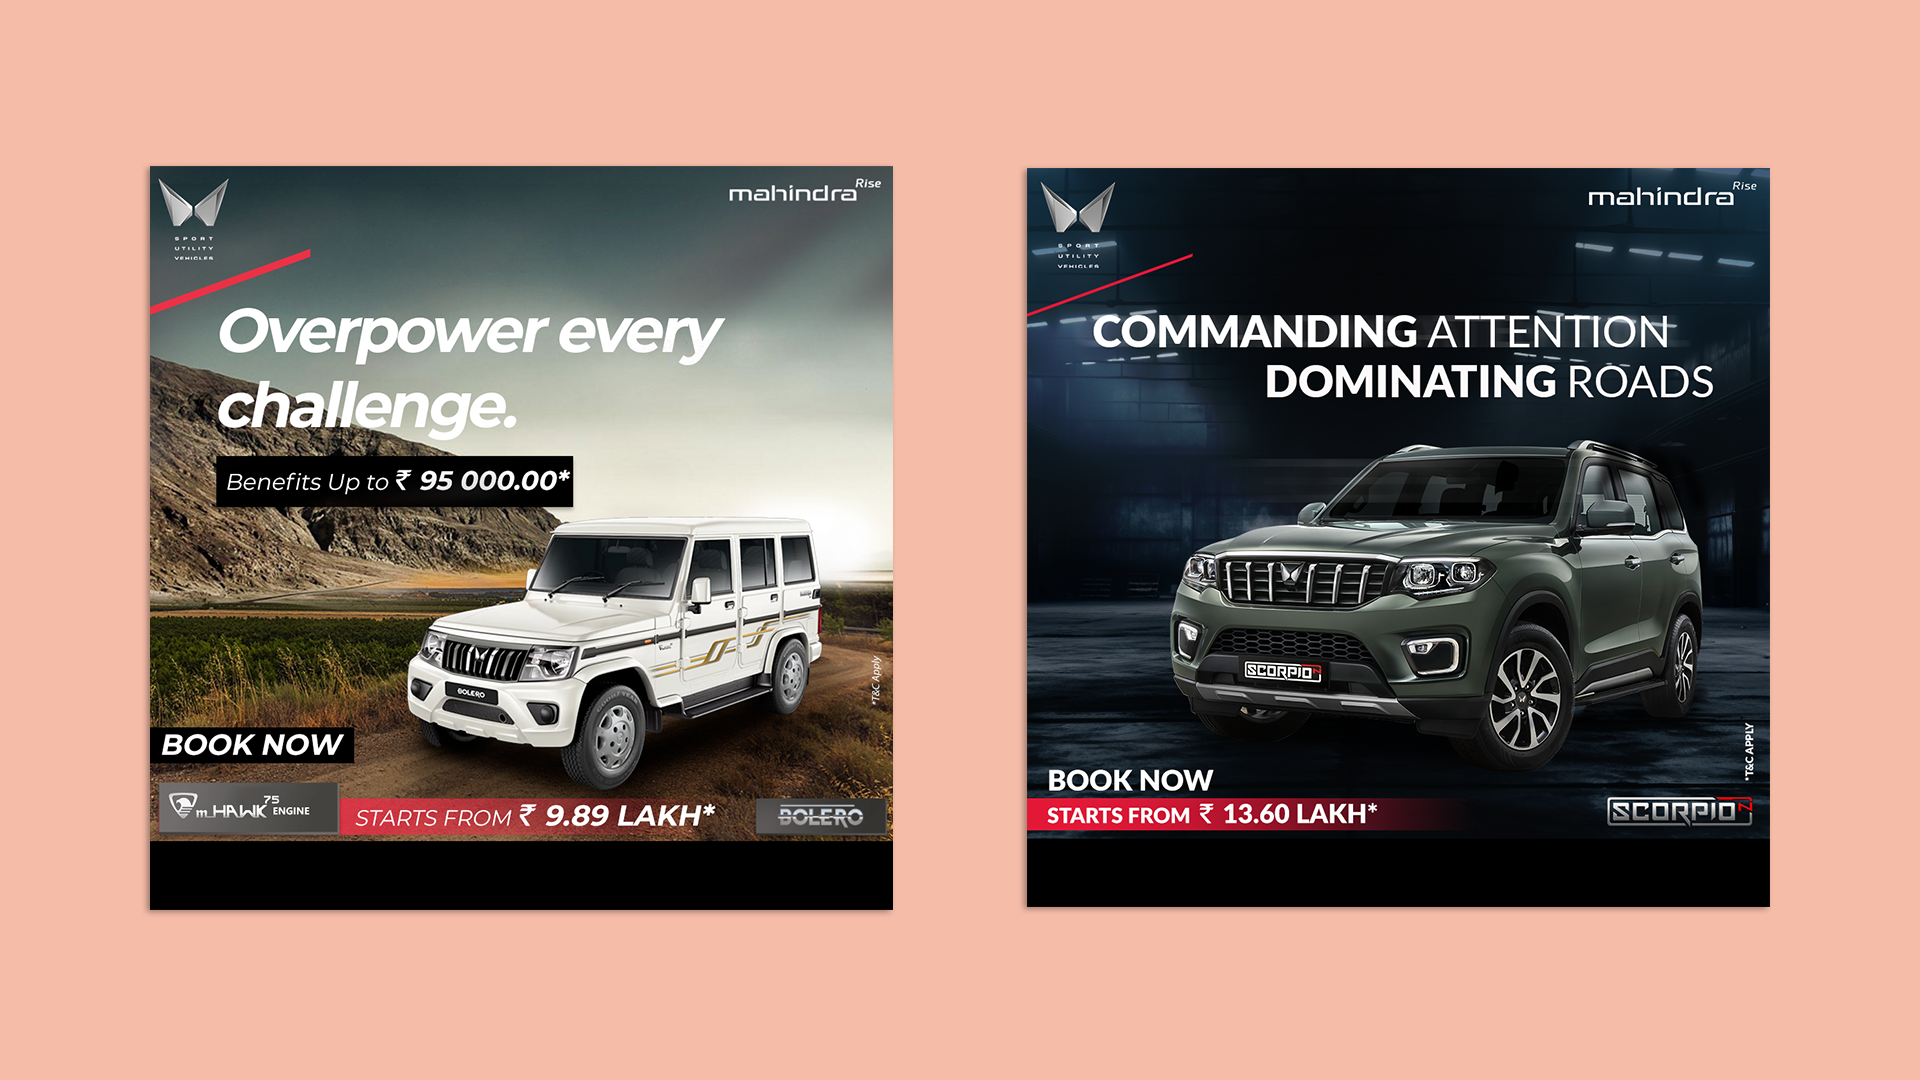 SPORT
UTILITY
VEHICLES
mahindra Rise
Overpower every
challenge.
Benefits Up to ₹ 95 000.00*
BOLERO
*T&C Apply
BOOK NOW
m_HAWK 75 ENGINE
STARTS FROM ₹ 9.89 LAKH*
BOLERO
SPORT
UTILITY
VEHICLES
mahindra Rise
COMMANDING ATTENTION
DOMINATING ROADS
SCORPIO N
*T&C APPLY
BOOK NOW
STARTS FROM ₹ 13.60 LAKH*
SCORPIO N